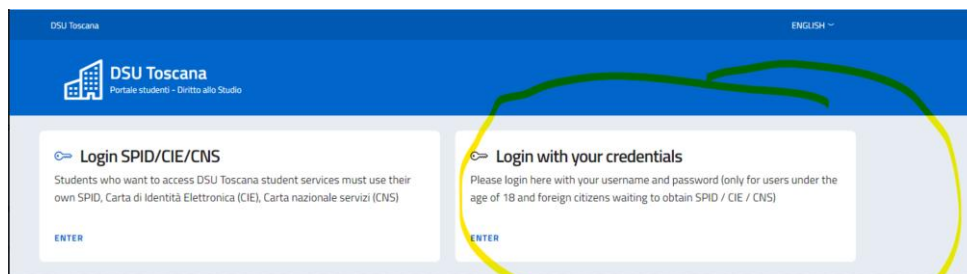 DSU Toscana
ENGLISH
DSU Toscana
Portale studenti - Diritto allo Studio
Login SPID/CIE/CNS
Students who want to access DSU Toscana student services must use their
own SPID, Carta di Identità Elettronica (CIE), Carta nazionale servizi (CNS)
ENTER
Login with your credentials
Please login here with your username and password (only for users under the
age of 18 and foreign citizens waiting to obtain SPID / CIE / CNS)
ENTER